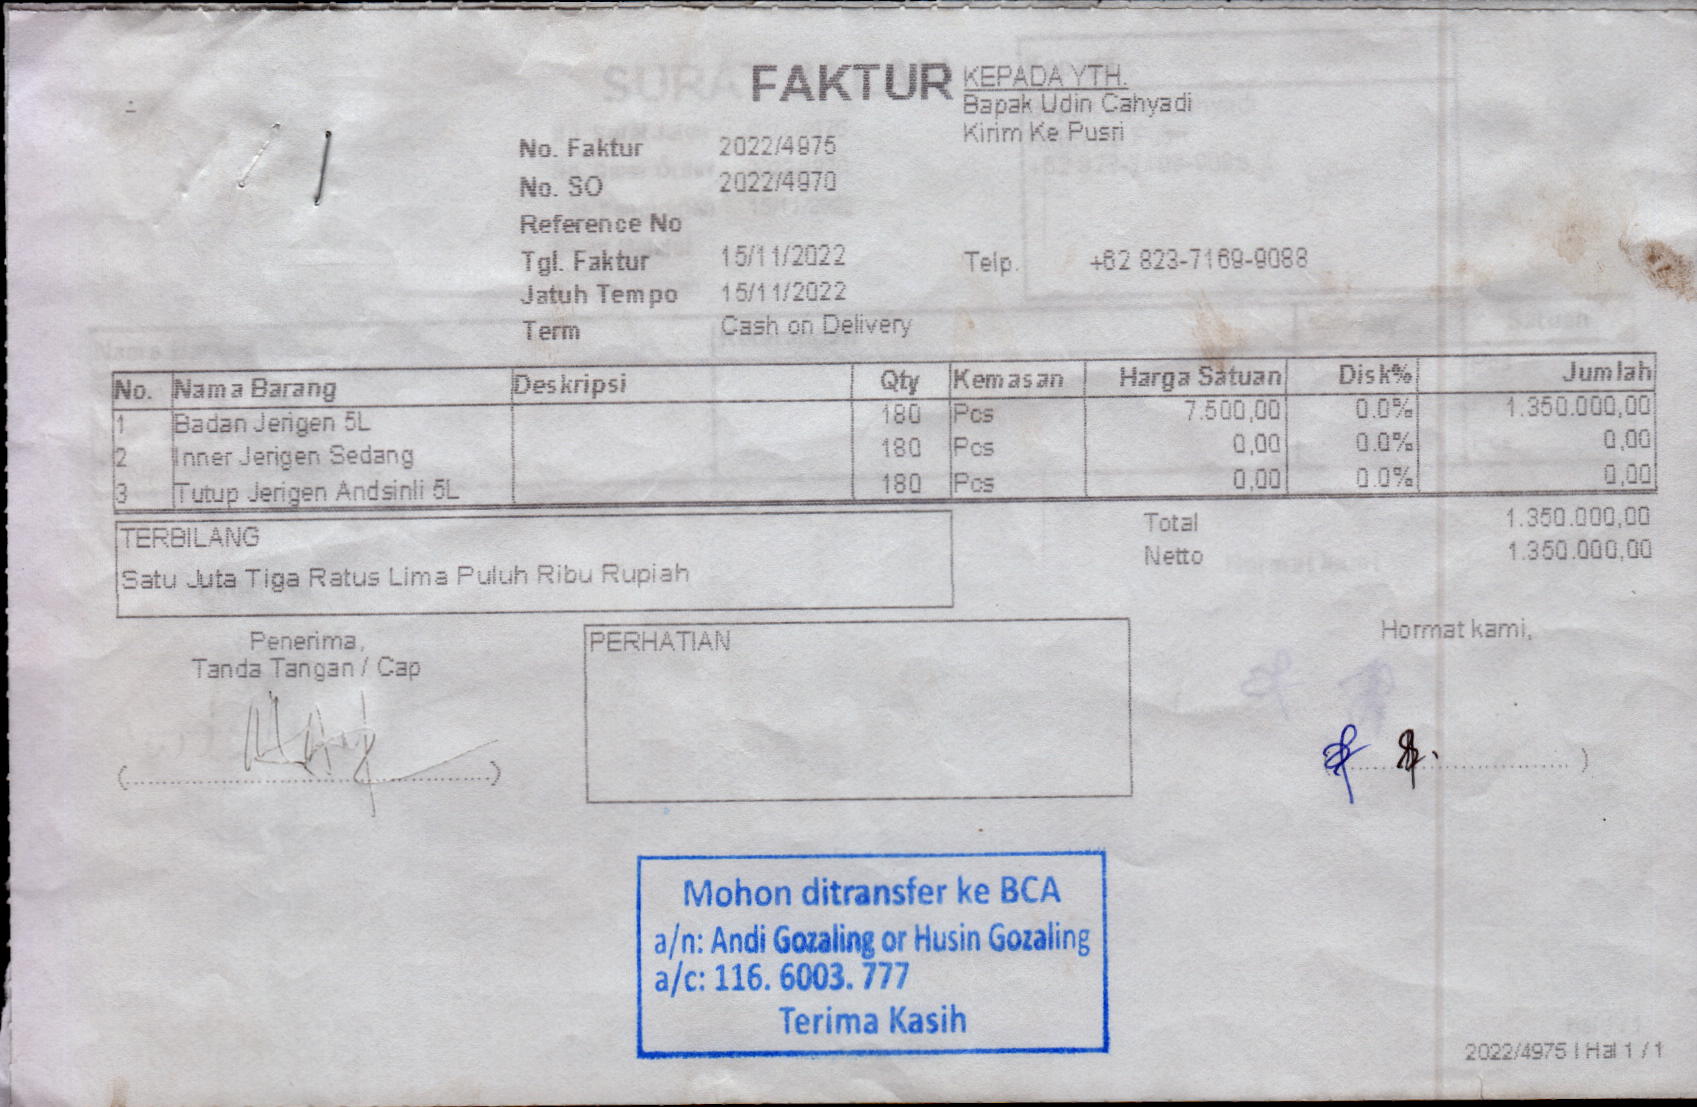 FAKTUR
KEPADA YTH.
Bapak Udin Cahyadi
Kirim Ke Pusri
No. Faktur 2022/4975
No. SO 2022/4970
Reference No
Tgl. Faktur 15/11/2022
Telp. +62 823-7169-9088
Jatuh Tempo 15/11/2022
Term Cash on Delivery
No. Nama Barang Deskripsi Qty Kemasan Harga Satuan Disk% Jumlah
1 Badan Jerigen 5L 180 Pcs 7.500,00 0.0% 1.350.000,00
2 Inner Jerigen Sedang 180 Pcs 0,00 0.0% 0,00
3 Tutup Jerigen Andsinli 5L 180 Pcs 0,00 0.0% 0,00
TERBILANG
Satu Juta Tiga Ratus Lima Puluh Ribu Rupiah
Total 1.350.000,00
Netto 1.350.000,00
Penerima,
Tanda Tangan / Cap
PERHATIAN
Hormat kami,
Mohon ditransfer ke BCA
a/n: Andi Gozaling or Husin Gozaling
a/c: 116. 6003. 777
Terima Kasih
2022/4975 | Hal 1 / 1